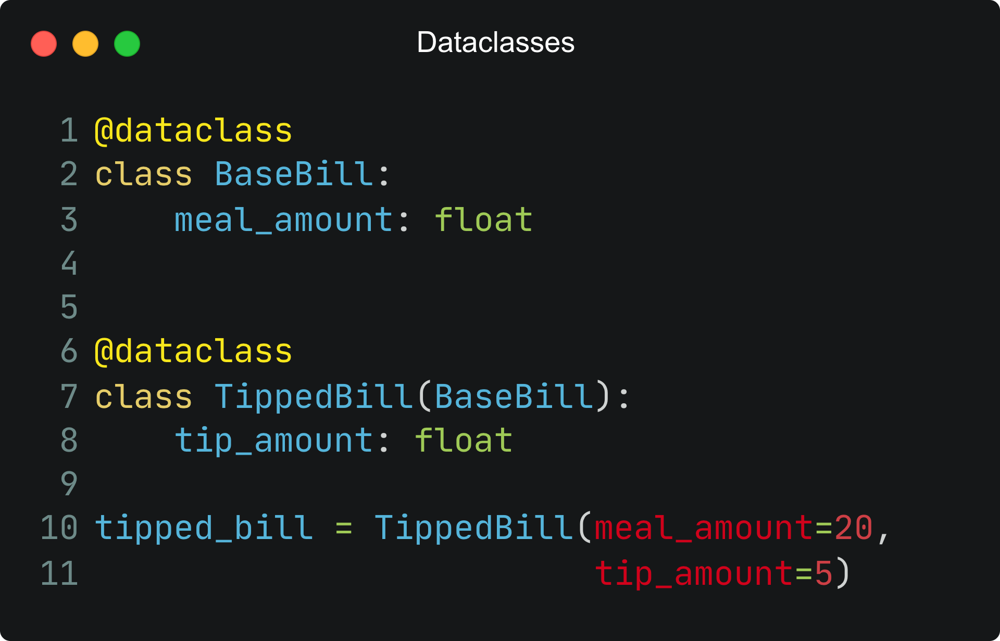 Dataclasses
1 @dataclass
2 class BaseBill:
3     meal_amount: float
4
5
6 @dataclass
7 class TippedBill(BaseBill):
8     tip_amount: float
9
10 tipped_bill = TippedBill(meal_amount=20,
11                          tip_amount=5)